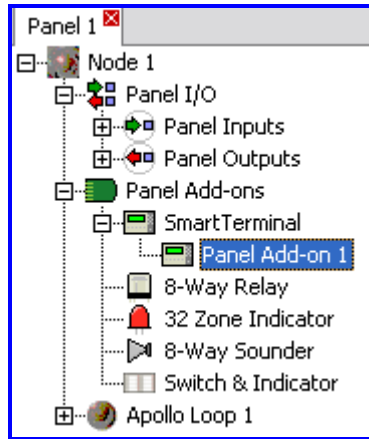 Panel 1
Node 1
Panel I/O
Panel Inputs
Panel Outputs
Panel Add-ons
SmartTerminal
Panel Add-on 1
8-Way Relay
32 Zone Indicator
8-Way Sounder
Switch & Indicator
Apollo Loop 1